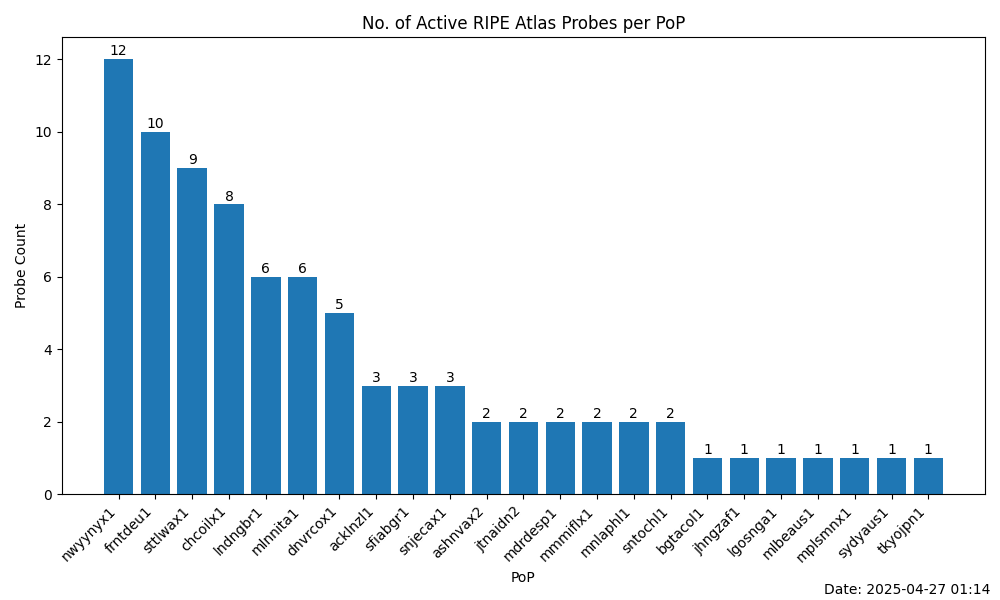 No. of Active RIPE Atlas Probes per PoP
Probe Count
12
10
8
6
4
2
0
12
10
9
8
6
6
5
3
3
3
2
2
2
2
2
2
1
1
1
1
1
1
1
nwyynyx1
frntdeu1
sttlwax1
chcoilx1
lndngbr1
mlnnita1
dnvrcox1
acklnzl1
sfiabgr1
snjecax1
ashnvax2
jtnaidn2
mdrdesp1
mmmiflx1
mnlaphl1
sntochl1
bgtacol1
jhngzaf1
lgosnga1
mlbeaus1
mplsmnx1
sydyaus1
tkyojpn1
PoP
Date: 2025-04-27 01:14